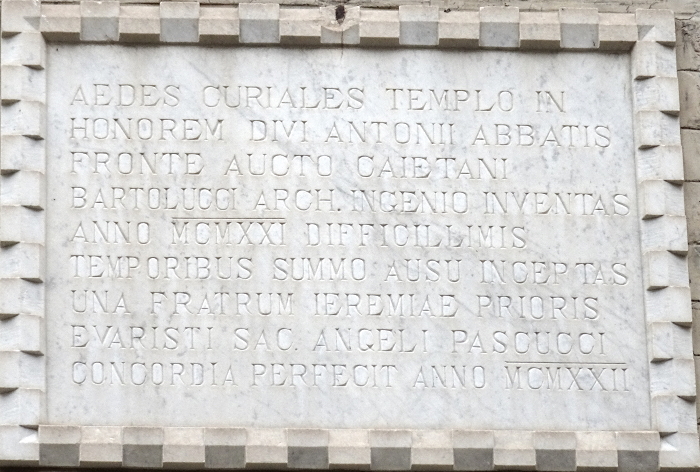 AEDES CURIALES TEMPLO IN
HONOREM DIVI ANTONII ABBATIS
FRONTE AUCTO CAIETANI
BARTOLUCCI ARCH. INGENIO INVENTAS
ANNO MCMXXI DIFFICILLIMIS
TEMPORIBUS SUMMO AUSU INCEPTAS
UNA FRATRUM IEREMIAE PRIORIS
EVARISTI SAC. ANGELI PASCUCCI
CONCORDIA PERFECIT ANNO MCMXXII